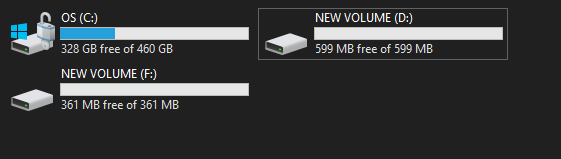 OS (C:)
328 GB free of 460 GB
NEW VOLUME (D:)
599 MB free of 599 MB
NEW VOLUME (F:)
361 MB free of 361 MB